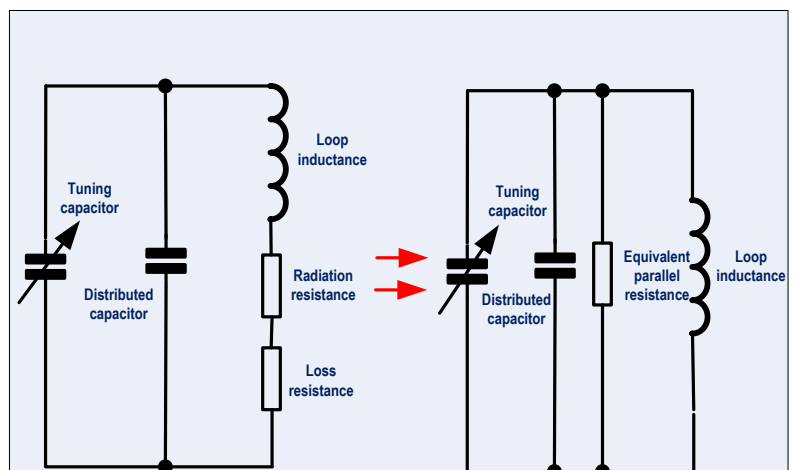 Loop
inductance
Tuning
capacitor
Distributed
capacitor
Radiation
resistance
Loss
resistance
Tuning
capacitor
Distributed
capacitor
Equivalent
parallel
resistance
Loop
inductance